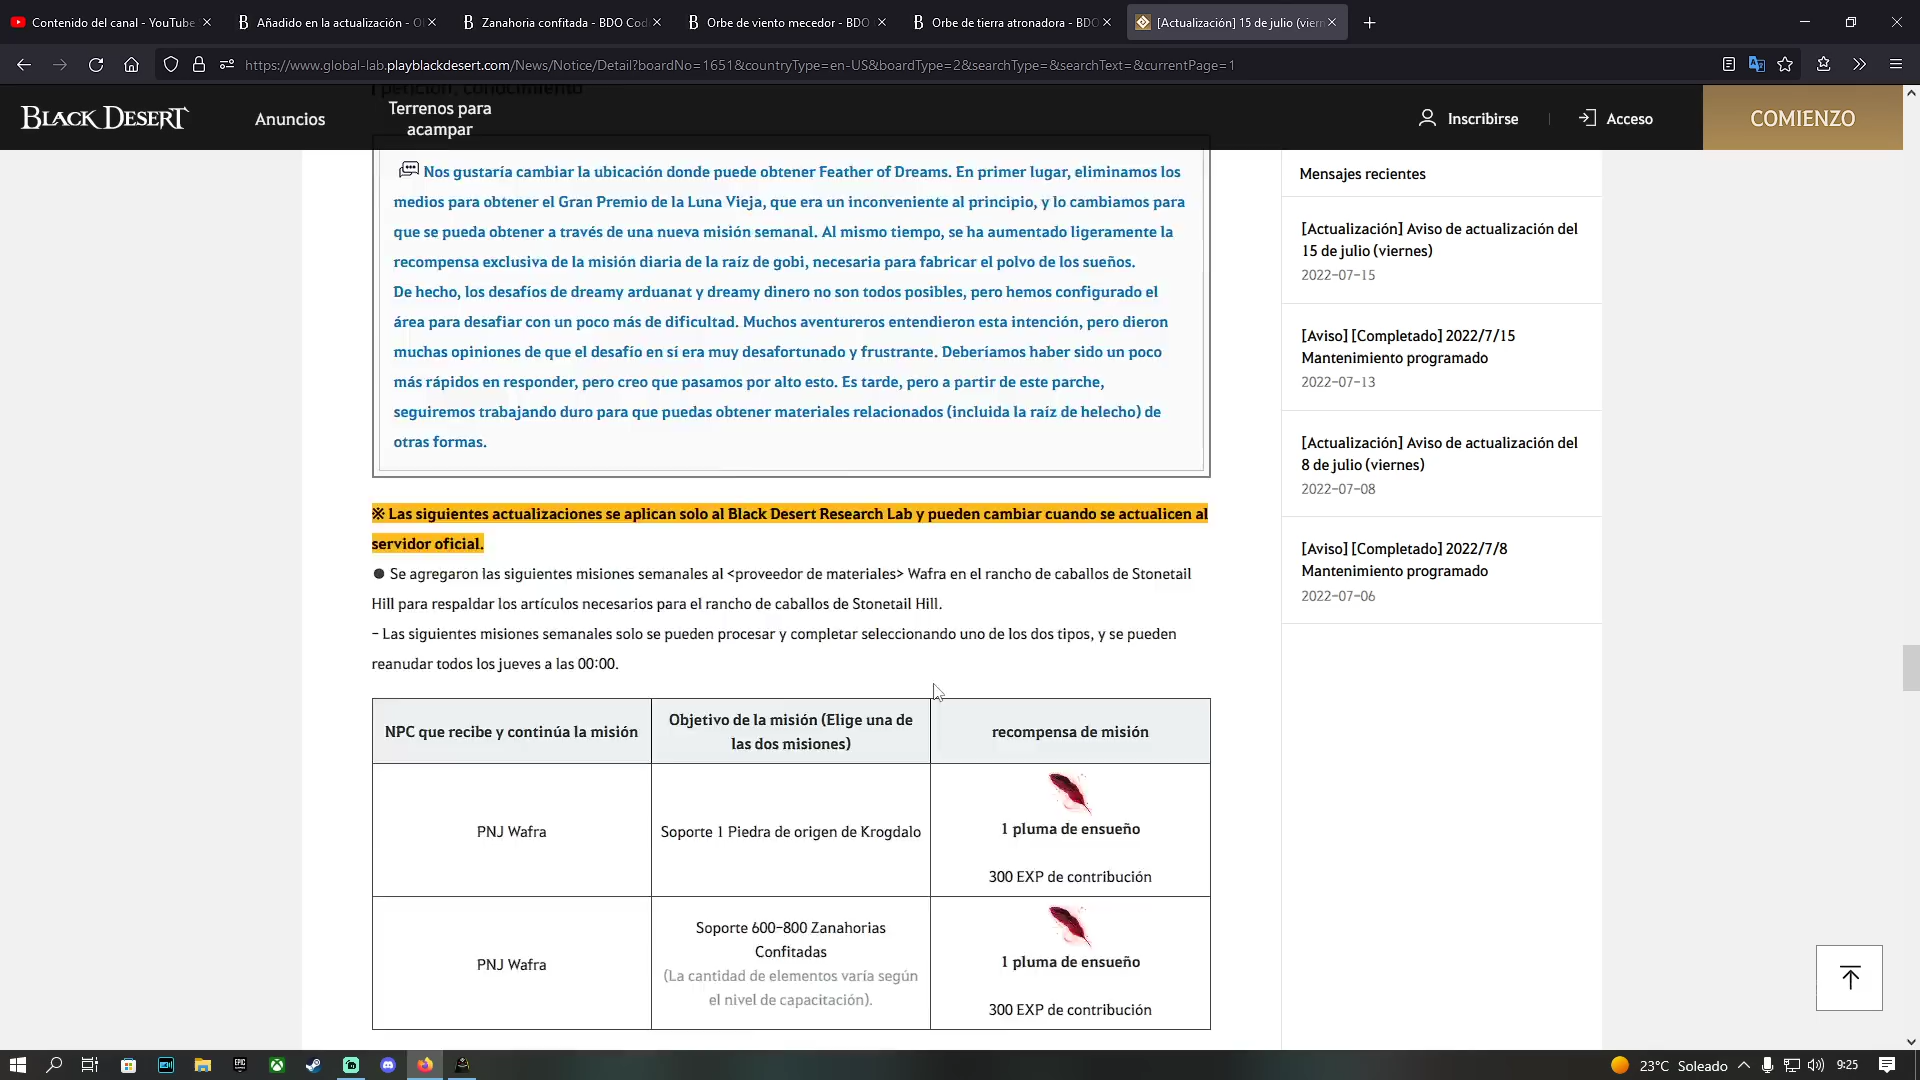 Contenido del canal - YouTube
Añadido en la actualización - O
Zanahoria confitada - BDO Cod
Orbe de viento mecedor - BDO
Orbe de tierra atronadora - BDO
[Actualización] 15 de julio (viern
https://www.global-lab.playblackdesert.com/News/Notice/Detail?boardNo=1651&countryType=en-US&boardType=2&searchType=&searchText=&currentPage=1
BLACK DESERT
Anuncios
Terrenos para
acampar
Inscribirse
Acceso
COMIENZO
Nos gustaría cambiar la ubicación donde puede obtener Feather of Dreams. En primer lugar, eliminamos los
medios para obtener el Gran Premio de la Luna Vieja, que era un inconveniente al principio, y lo cambiamos para
que se pueda obtener a través de una nueva misión semanal. Al mismo tiempo, se ha aumentado ligeramente la
recompensa exclusiva de la misión diaria de la raíz de gobi, necesaria para fabricar el polvo de los sueños.
De hecho, los desafíos de dreamy arduanat y dreamy dinero no son todos posibles, pero hemos configurado el
área para desafiar con un poco más de dificultad. Muchos aventureros entendieron esta intención, pero dieron
muchas opiniones de que el desafío en sí era muy desafortunado y frustrante. Deberíamos haber sido un poco
más rápidos en responder, pero creo que pasamos por alto esto. Es tarde, pero a partir de este parche,
seguiremos trabajando duro para que puedas obtener materiales relacionados (incluida la raíz de helecho) de
otras formas.
※ Las siguientes actualizaciones se aplican solo al Black Desert Research Lab y pueden cambiar cuando se actualicen al
servidor oficial.
● Se agregaron las siguientes misiones semanales al <proveedor de materiales> Wafra en el rancho de caballos de Stonetail
Hill para respaldar los artículos necesarios para el rancho de caballos de Stonetail Hill.
- Las siguientes misiones semanales solo se pueden procesar y completar seleccionando uno de los dos tipos, y se pueden
reanudar todos los jueves a las 00:00.
NPC que recibe y continúa la misión
Objetivo de la misión (Elige una de
las dos misiones)
recompensa de misión
PNJ Wafra
Soporte 1 Piedra de origen de Krogdalo
1 pluma de ensueño
300 EXP de contribución
PNJ Wafra
Soporte 600-800 Zanahorias
Confitadas
(La cantidad de elementos varía según
el nivel de capacitación).
1 pluma de ensueño
300 EXP de contribución
Mensajes recientes
[Actualización] Aviso de actualización del
15 de julio (viernes)
2022-07-15
[Aviso] [Completado] 2022/7/15
Mantenimiento programado
2022-07-13
[Actualización] Aviso de actualización del
8 de julio (viernes)
2022-07-08
[Aviso] [Completado] 2022/7/8
Mantenimiento programado
2022-07-06
23°C Soleado
9:25